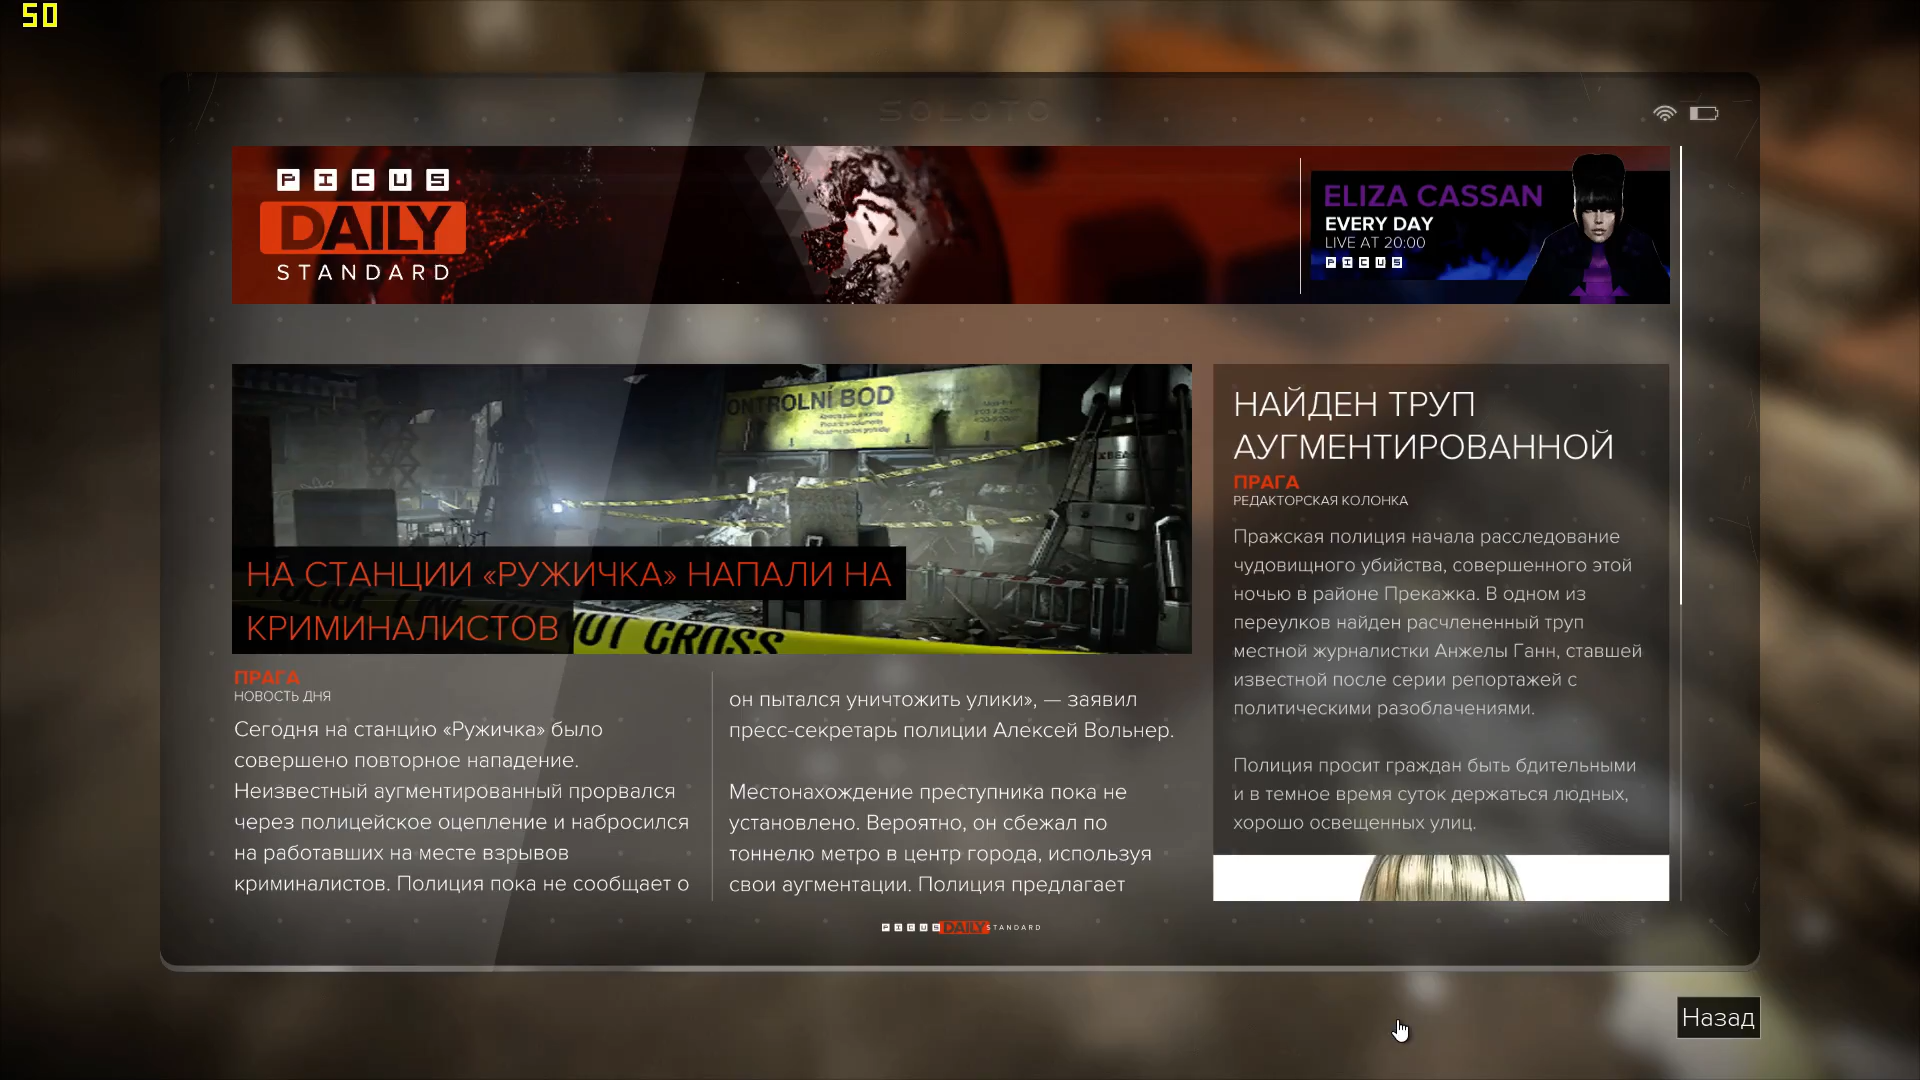 50
SOLOTO
PICUS
DAILY
STANDARD
ELIZA CASSAN
EVERY DAY
LIVE AT 20:00
PICUS
ONTROLNÍ BOD
НА СТАНЦИИ «РУЖИЧКА» НАПАЛИ НА
КРИМИНАЛИСТОВ
POLICE LINE DO NOT CROSS
ПРАГА
НОВОСТЬ ДНЯ
Сегодня на станцию «Ружичка» было
совершено повторное нападение.
Неизвестный аугментированный прорвался
через полицейское оцепление и набросился
на работавших на месте взрывов
криминалистов. Полиция пока не сообщает о
он пытался уничтожить улики», — заявил
пресс-секретарь полиции Алексей Вольнер.
Местонахождение преступника пока не
установлено. Вероятно, он сбежал по
тоннелю метро в центр города, используя
свои аугментации. Полиция предлагает
НАЙДЕН ТРУП
АУГМЕНТИРОВАННОЙ
ПРАГА
РЕДАКТОРСКАЯ КОЛОНКА
Пражская полиция начала расследование
чудовищного убийства, совершенного этой
ночью в районе Прекажка. В одном из
переулков найден расчлененный труп
местной журналистки Анжелы Ганн, ставшей
известной после серии репортажей с
политическими разоблачениями.
Полиция просит граждан быть бдительными
и в темное время суток держаться людных,
хорошо освещенных улиц.
PICUS DAILY STANDARD
Назад